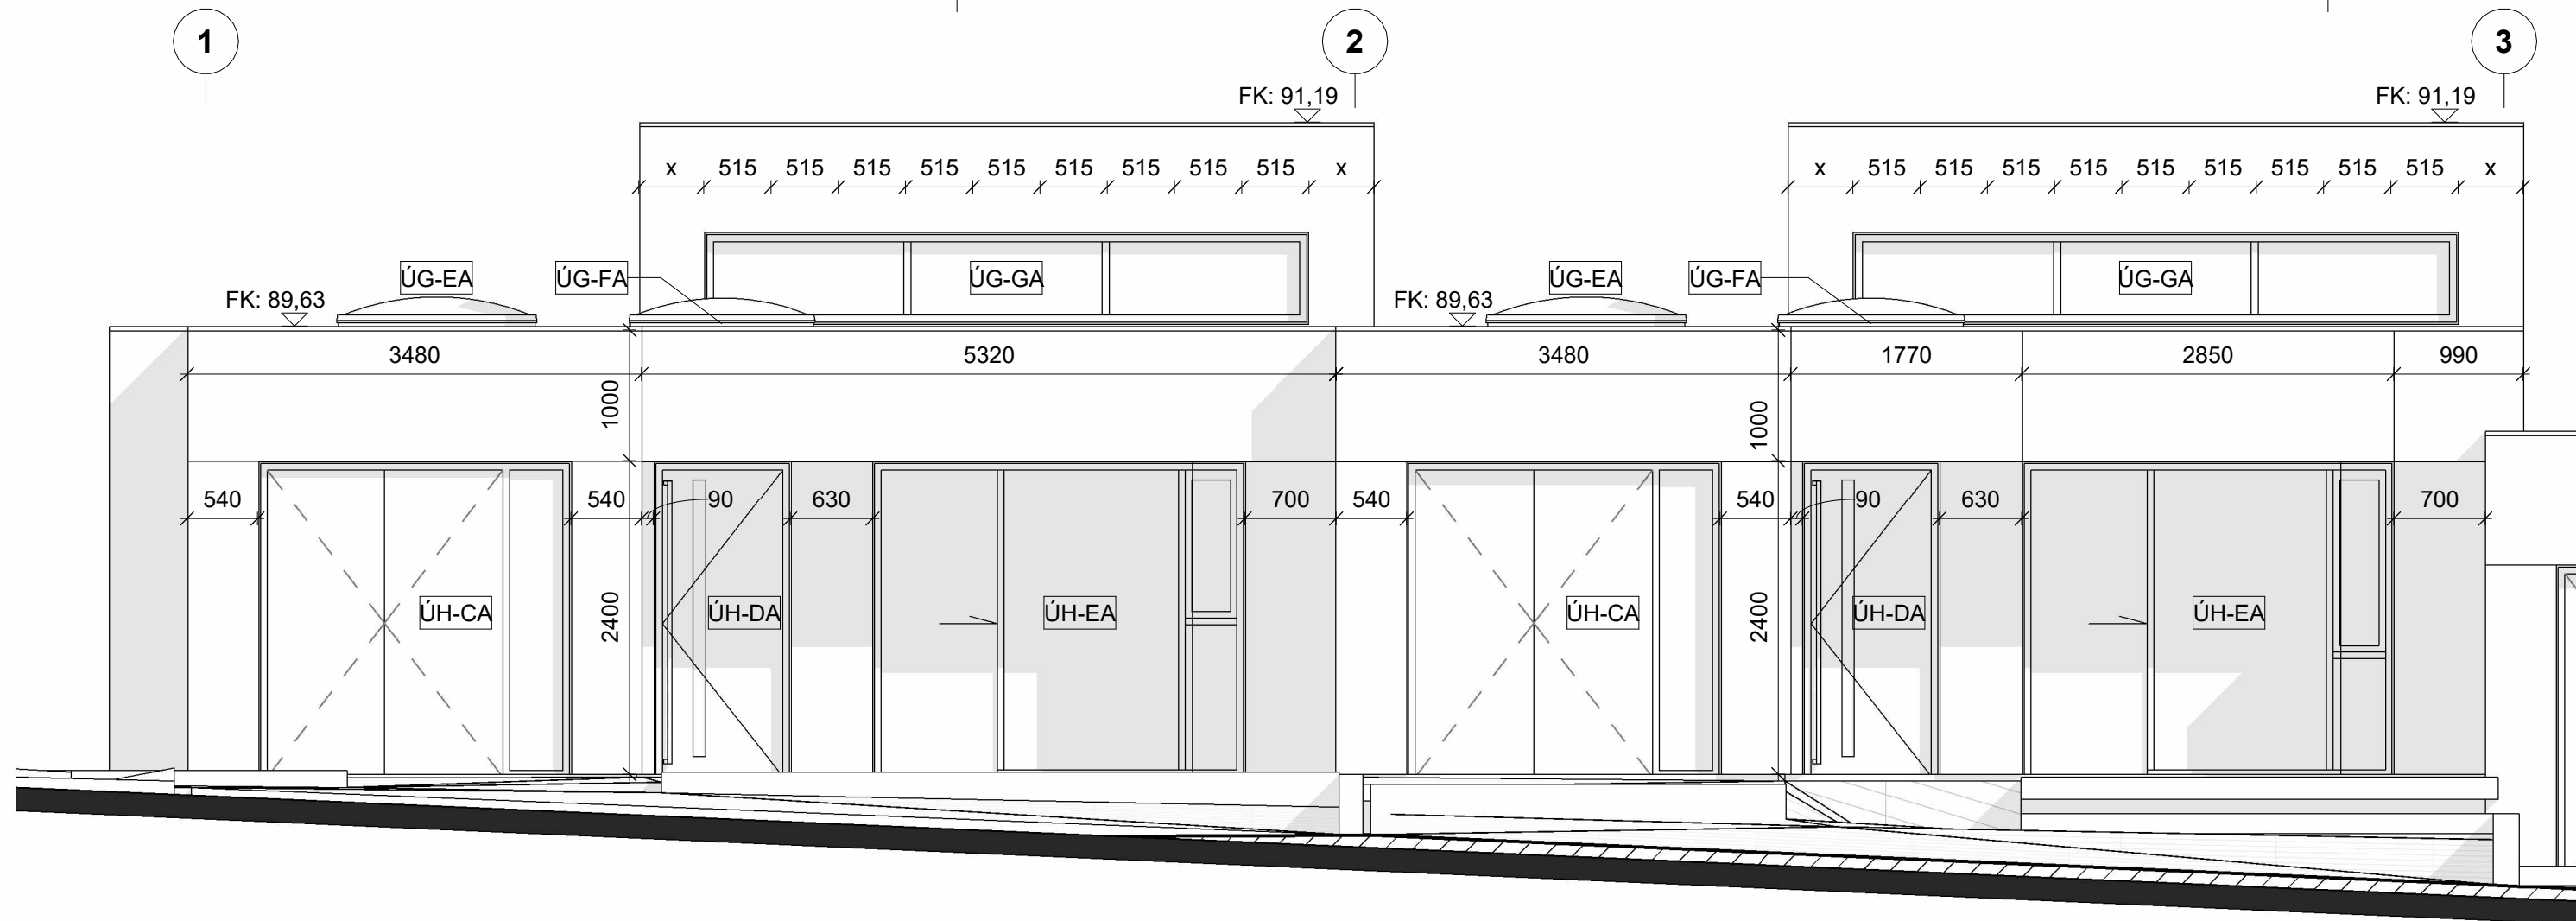 1 2 3
FK: 91,19 FK: 91,19
x 515 515 515 515 515 515 515 515 515 x x 515 515 515 515 515 515 515 515 515 x
ÚG-EA ÚG-FA ÚG-GA ÚG-EA ÚG-FA ÚG-GA
FK: 89,63 FK: 89,63
3480 5320 3480 1770 2850 990
1000 1000
540 540 90 630 700 540 540 90 630 700
2400 2400
ÚH-CA ÚH-DA ÚH-EA ÚH-CA ÚH-DA ÚH-EA